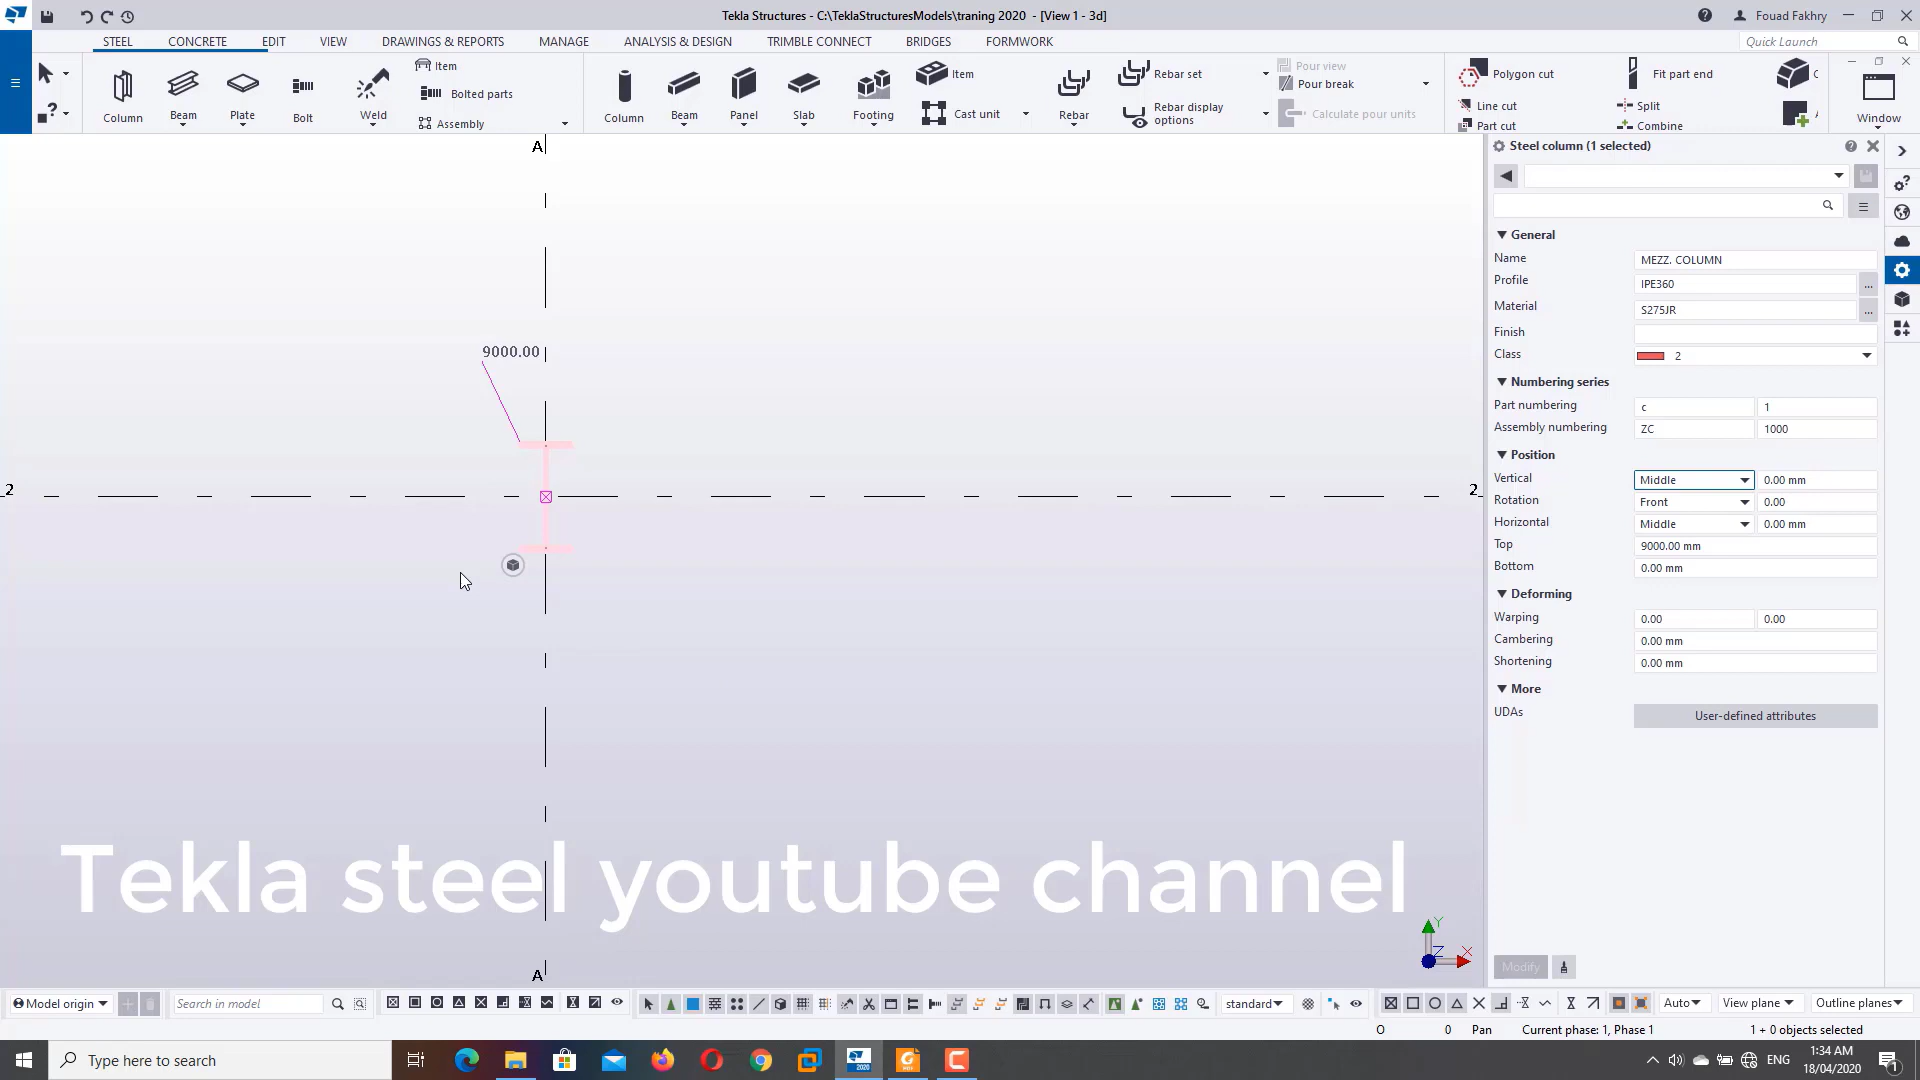 Tekla Structures - C:\TeklaStructuresModels\traning 2020 - [View 1 - 3d]
Fouad Fakhry
STEEL CONCRETE EDIT VIEW DRAWINGS & REPORTS MANAGE ANALYSIS & DESIGN TRIMBLE CONNECT BRIDGES FORMWORK
Quick Launch
Column Beam Plate Bolt Weld
Item
Bolted parts
Assembly
Column Beam Panel Slab Footing
Item
Cast unit
Rebar
Rebar set
Rebar display options
Pour view
Pour break
Calculate pour units
Polygon cut
Line cut
Part cut
Fit part end
Split
Combine
Window
A
9000.00
2
2
A
Steel column (1 selected)
General
Name MEZZ. COLUMN
Profile IPE360 ...
Material S275JR ...
Finish
Class 2
Numbering series
Part numbering c 1
Assembly numbering ZC 1000
Position
Vertical Middle 0.00 mm
Rotation Front 0.00
Horizontal Middle 0.00 mm
Top 9000.00 mm
Bottom 0.00 mm
Deforming
Warping 0.00 0.00
Cambering 0.00 mm
Shortening 0.00 mm
More
UDAs User-defined attributes
Tekla steel youtube channel
Y
Z X
Modify
Model origin Search in model standard Auto View plane Outline planes
O 0 Pan Current phase: 1, Phase 1 1 + 0 objects selected
Type here to search
2020
ENG
1:34 AM
18/04/2020
1